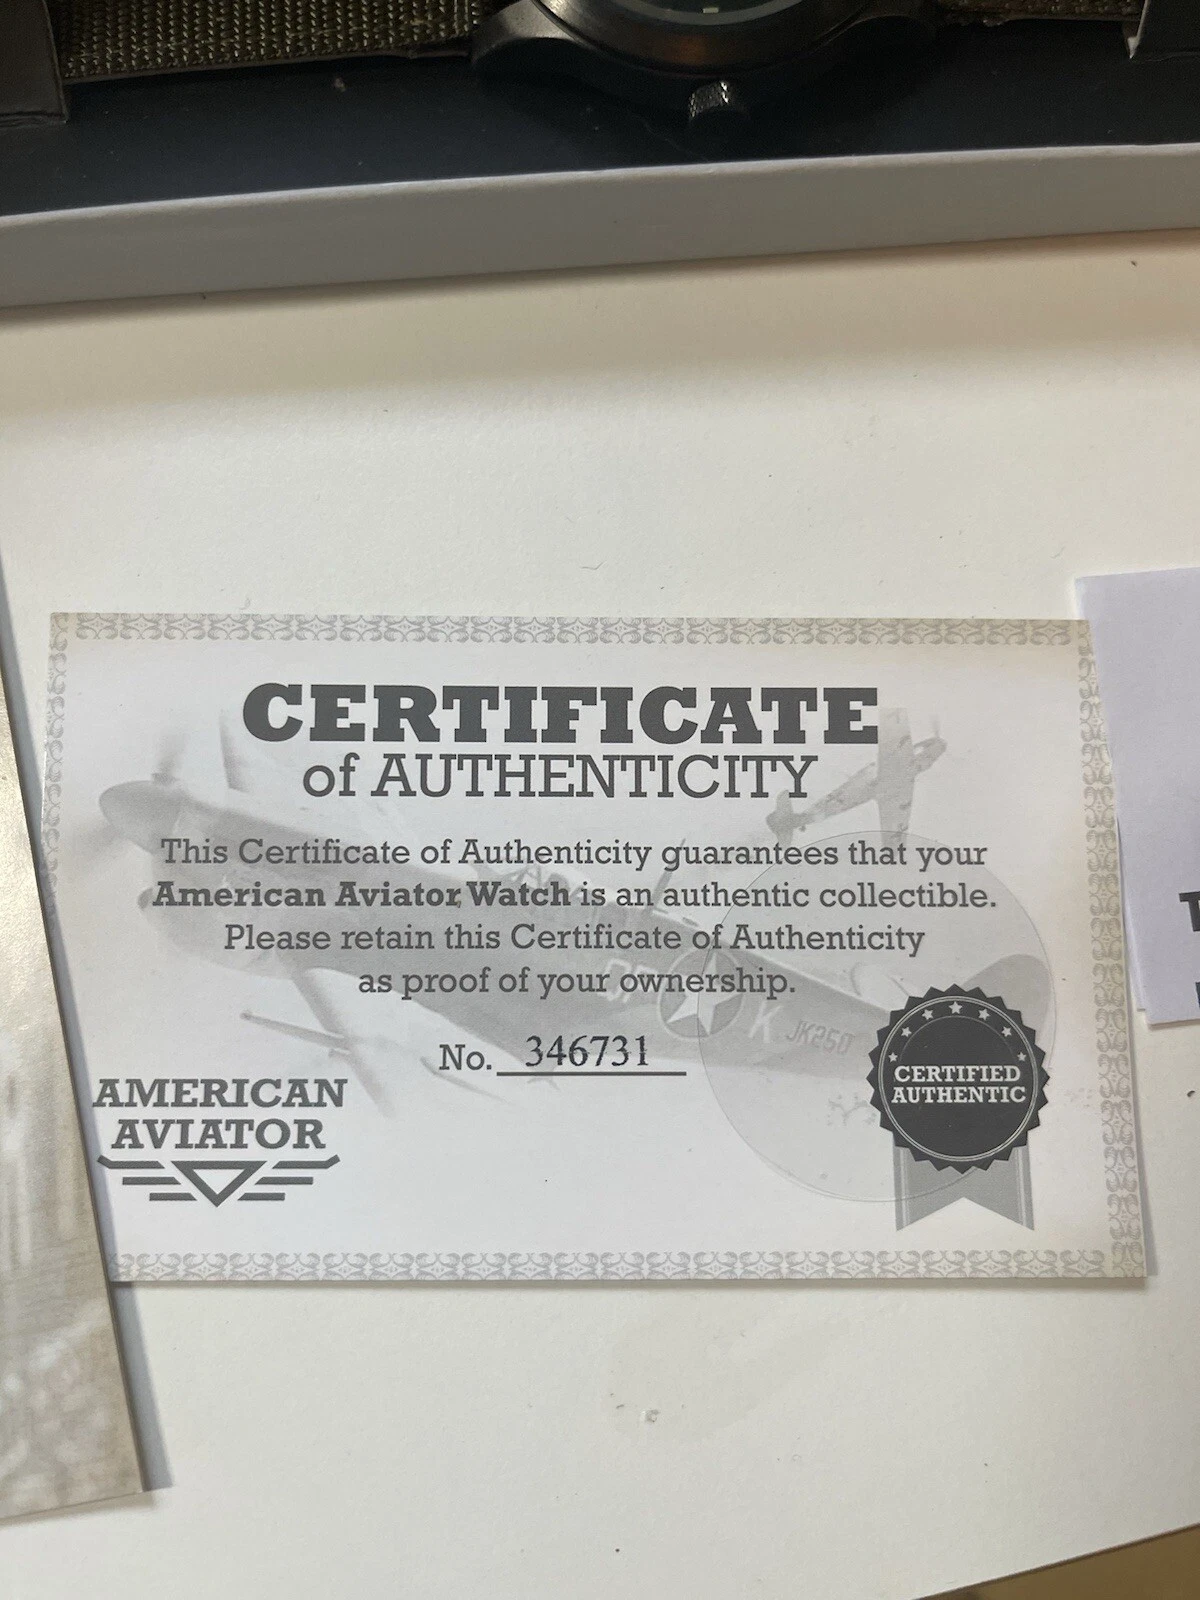 CERTIFICATE
of AUTHENTICITY
This Certificate of Authenticity guarantees that your
American Aviator Watch is an authentic collectible.
Please retain this Certificate of Authenticity
as proof of your ownership.
No. 346731
AMERICAN
AVIATOR
K JK250
CERTIFIED
AUTHENTIC